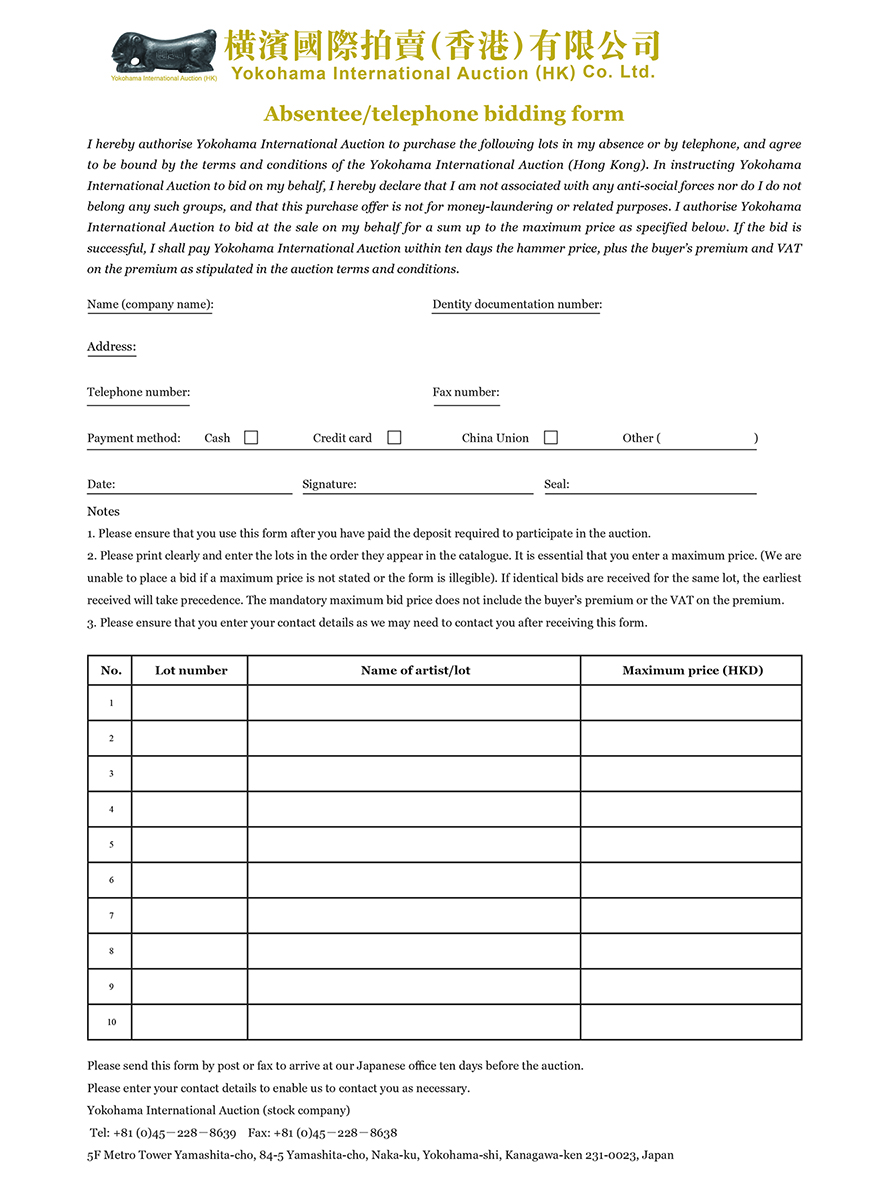 橫濱國際拍賣(香港)有限公司
Yokohama International Auction (HK)
Yokohama International Auction (HK) Co. Ltd.
Absentee/telephone bidding form
I hereby authorise Yokohama International Auction to purchase the following lots in my absence or by telephone, and agree
to be bound by the terms and conditions of the Yokohama International Auction (Hong Kong). In instructing Yokohama
International Auction to bid on my behalf, I hereby declare that I am not associated with any anti-social forces nor do I do not
belong any such groups, and that this purchase offer is not for money-laundering or related purposes. I authorise Yokohama
International Auction to bid at the sale on my behalf for a sum up to the maximum price as specified below. If the bid is
successful, I shall pay Yokohama International Auction within ten days the hammer price, plus the buyer's premium and VAT
on the premium as stipulated in the auction terms and conditions.
Name (company name): Dentity documentation number:
Address:
Telephone number: Fax number:
Payment method: Cash □ Credit card □ China Union □ Other ( )
Date: Signature: Seal:
Notes
1. Please ensure that you use this form after you have paid the deposit required to participate in the auction.
2. Please print clearly and enter the lots in the order they appear in the catalogue. It is essential that you enter a maximum price. (We are
unable to place a bid if a maximum price is not stated or the form is illegible). If identical bids are received for the same lot, the earliest
received will take precedence. The mandatory maximum bid price does not include the buyer's premium or the VAT on the premium.
3. Please ensure that you enter your contact details as we may need to contact you after receiving this form.
No. Lot number Name of artist/lot Maximum price (HKD)
1
2
3
4
5
6
7
8
9
10
Please send this form by post or fax to arrive at our Japanese office ten days before the auction.
Please enter your contact details to enable us to contact you as necessary.
Yokohama International Auction (stock company)
Tel: +81 (0)45－228－8639 Fax: +81 (0)45－228－8638
5F Metro Tower Yamashita-cho, 84-5 Yamashita-cho, Naka-ku, Yokohama-shi, Kanagawa-ken 231-0023, Japan